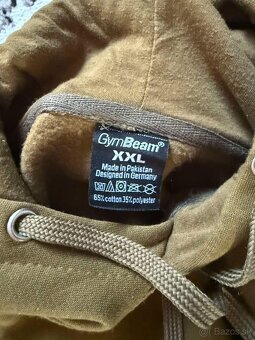 GymBeam®
XXL
Made in Pakistan
Designed in Germany
65% cotton 35% polyester